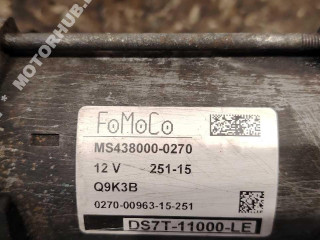 MOTORHUB.
FoMoCo
MS438000-0270
12 V 251-15
Q9K3B
0270-00963-15-251
DS7T-11000-LE